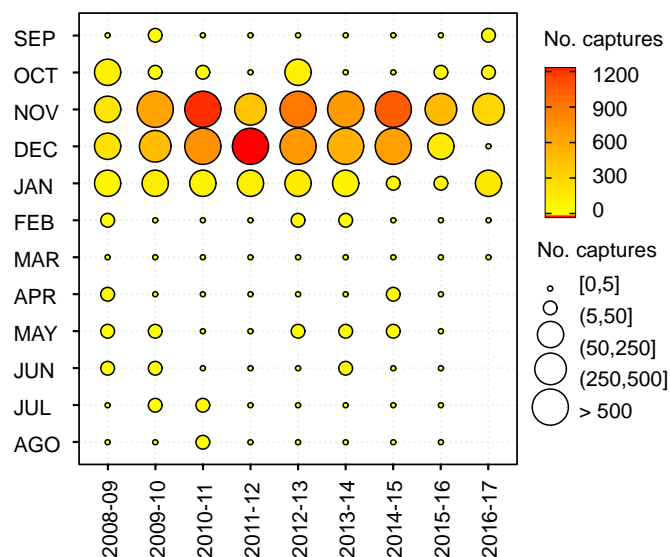 SEP
OCT
NOV
DEC
JAN
FEB
MAR
APR
MAY
JUN
JUL
AGO
2008-09
2009-10
2010-11
2011-12
2012-13
2013-14
2014-15
2015-16
2016-17
No. captures
1200
900
600
300
0
No. captures
[0,5]
(5,50]
(50,250]
(250,500]
> 500